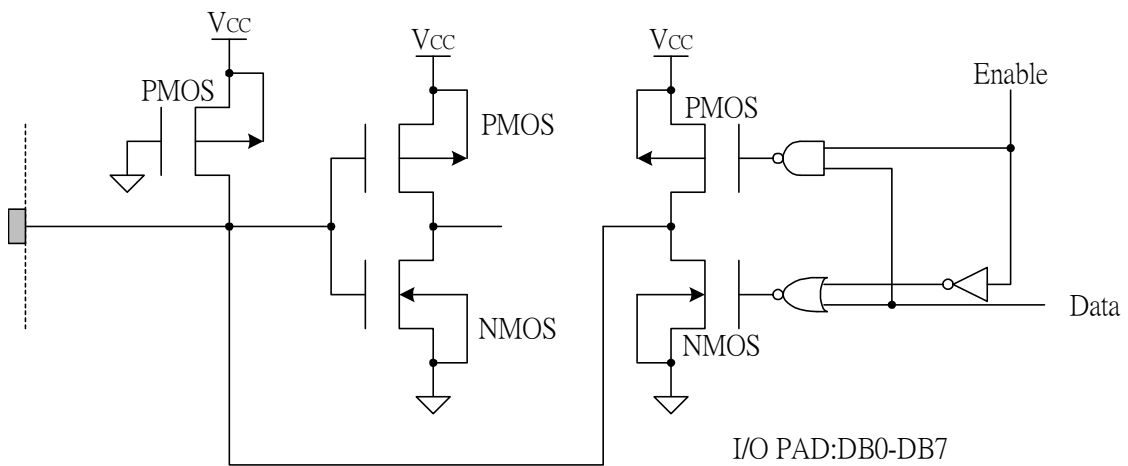 VCC
VCC
VCC
Enable
PMOS
PMOS
PMOS
Data
NMOS
NMOS
I/O PAD:DB0-DB7